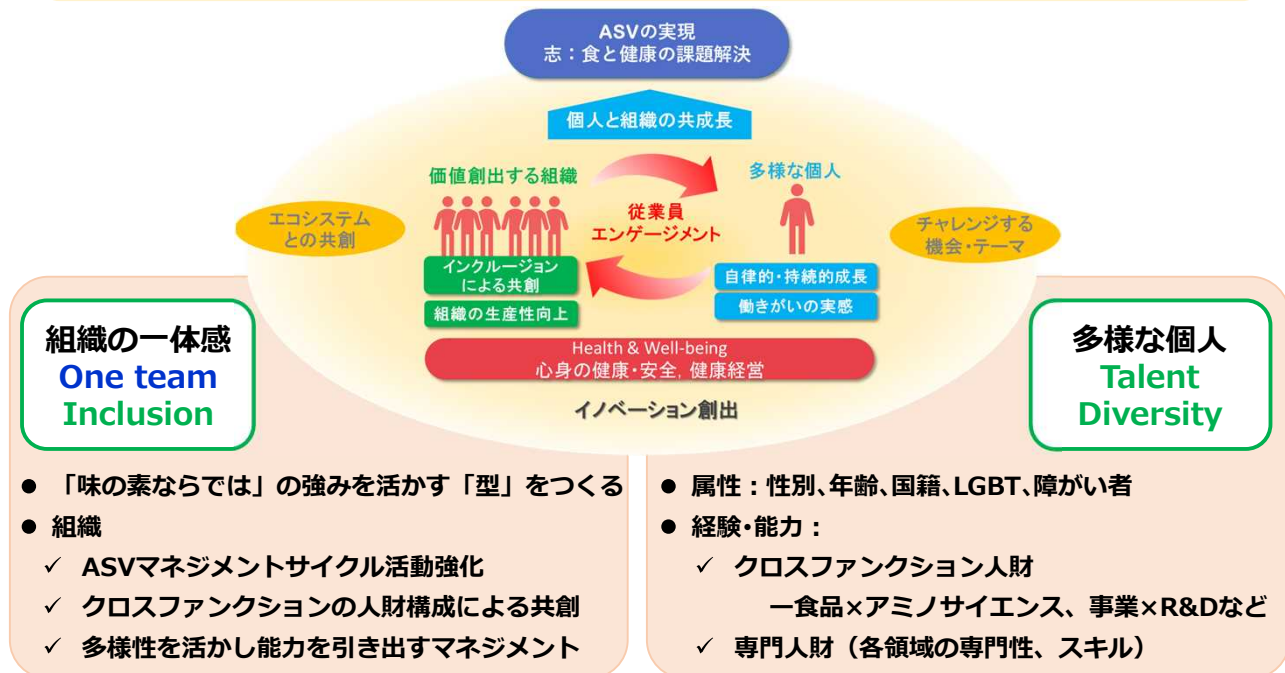 ASVの実現
志：食と健康の課題解決
個人と組織の共成長
価値創出する組織
多様な個人
従業員
エンゲージメント
エコシステム
との共創
チャレンジする
機会・テーマ
インクルージョン
による共創
組織の生産性向上
自律的・持続的成長
働きがいの実感
Health & Well-being
心身の健康・安全, 健康経営
イノベーション創出
組織の一体感
One team
Inclusion
● 「味の素ならでは」の強みを活かす「型」をつくる
● 組織
✓ ASVマネジメントサイクル活動強化
✓ クロスファンクションの人財構成による共創
✓ 多様性を活かし能力を引き出すマネジメント
多様な個人
Talent
Diversity
● 属性：性別、年齢、国籍、LGBT、障がい者
● 経験・能力：
✓ クロスファンクション人財
ー食品×アミノサイエンス、事業×R&Dなど
✓ 専門人財（各領域の専門性、スキル）